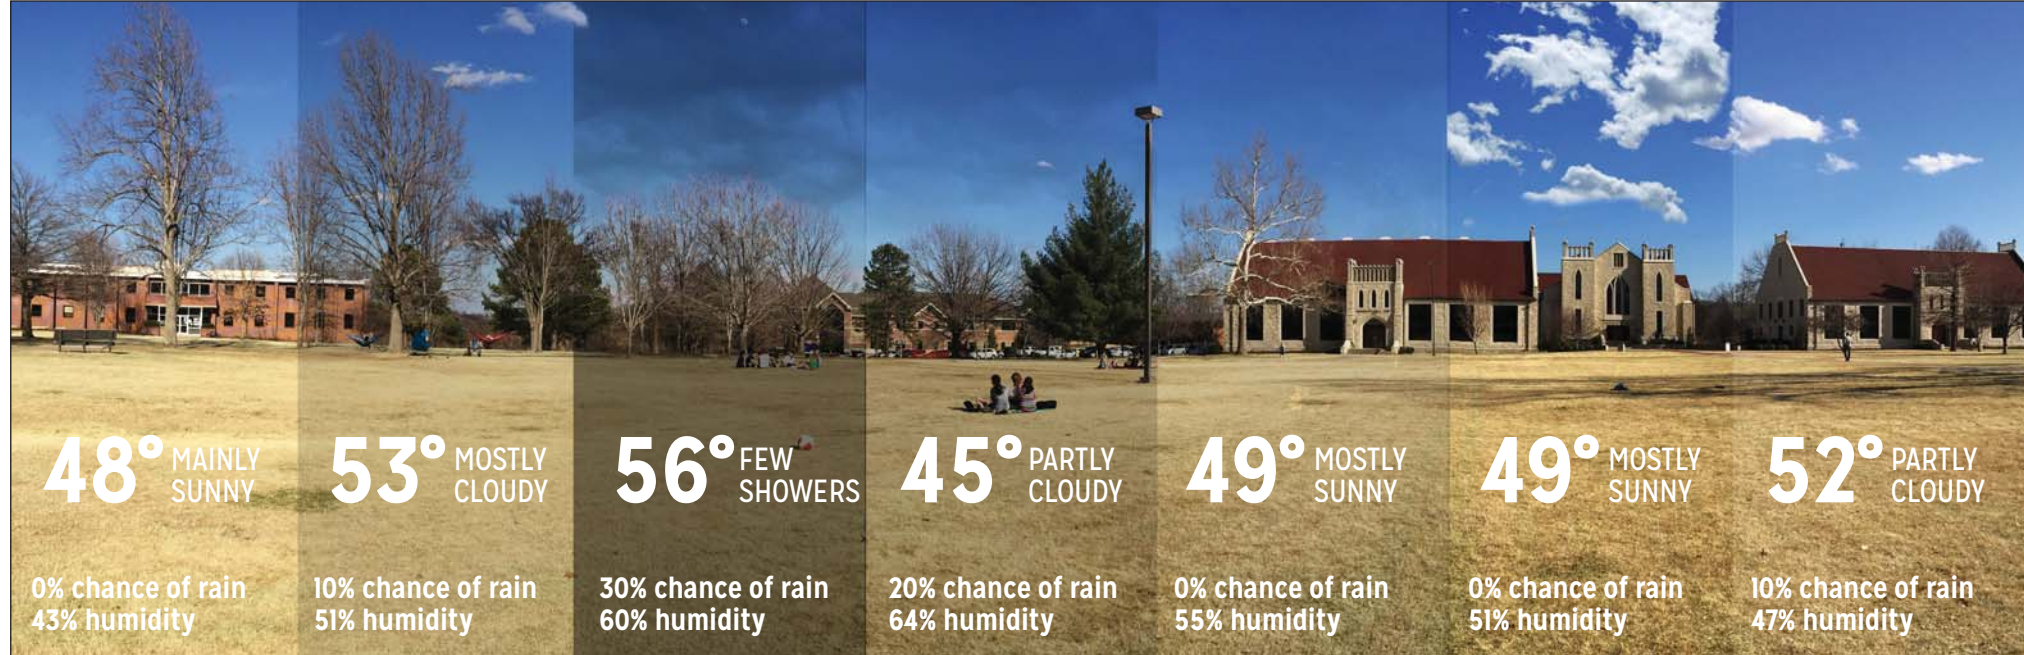 48° MAINLY
SUNNY
0% chance of rain
43% humidity
53° MOSTLY
CLOUDY
10% chance of rain
51% humidity
56° FEW
SHOWERS
30% chance of rain
60% humidity
45° PARTLY
CLOUDY
20% chance of rain
64% humidity
49° MOSTLY
SUNNY
0% chance of rain
55% humidity
49° MOSTLY
SUNNY
0% chance of rain
51% humidity
52° PARTLY
CLOUDY
10% chance of rain
47% humidity